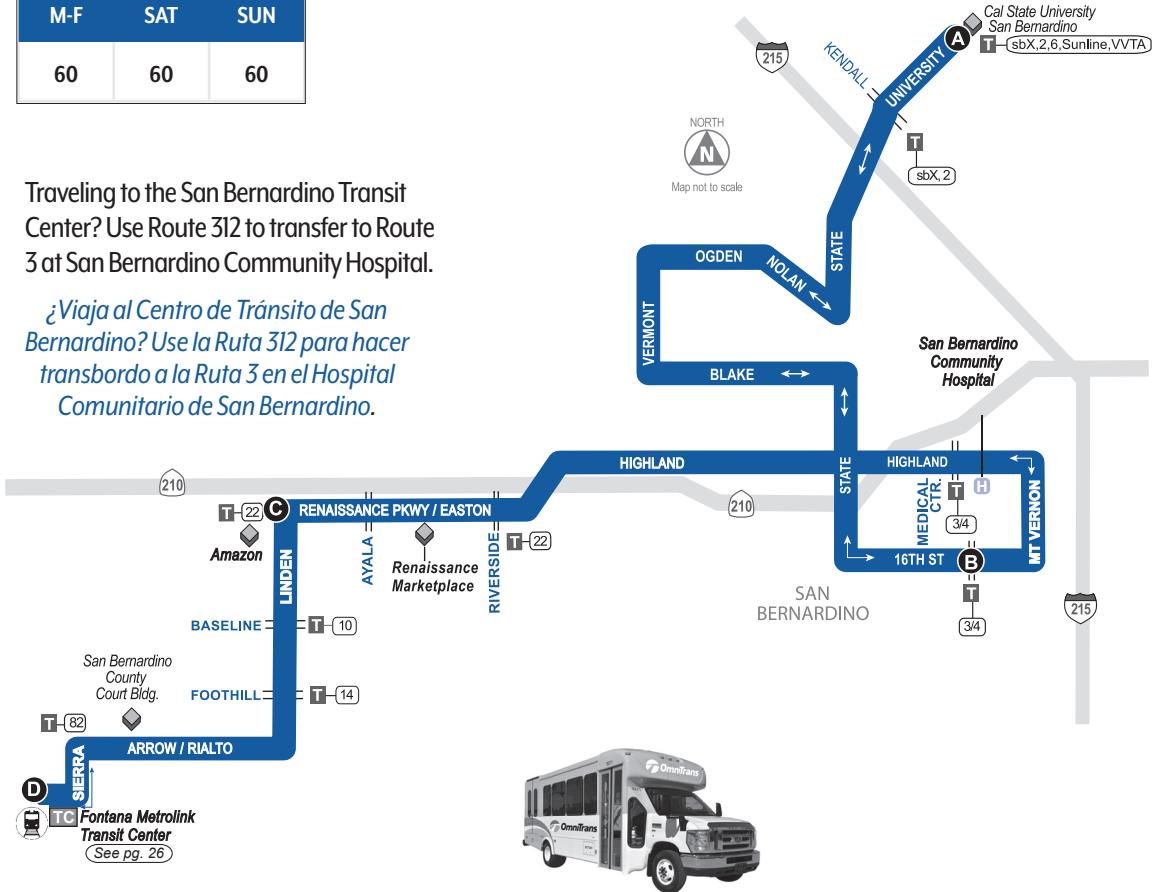 M-F SAT SUN
60 60 60
Traveling to the San Bernardino Transit
Center? Use Route 312 to transfer to Route
3 at San Bernardino Community Hospital.
¿Viaja al Centro de Tránsito de San
Bernardino? Use la Ruta 312 para hacer
transbordo a la Ruta 3 en el Hospital
Comunitario de San Bernardino.
NORTH
N
Map not to scale
215
Cal State University
San Bernardino
A
T sbX,2,6,Sunline,VVTA
KENDALL
UNIVERSITY
T
sbX, 2
STATE
OGDEN
NOLAN
VERMONT
BLAKE
San Bernardino
Community
Hospital
HIGHLAND
STATE
HIGHLAND
MEDICAL
CTR.
T
3/4
H
MT VERNON
210
210
T 22
C
RENAISSANCE PKWY / EASTON
Amazon
LINDEN
AYALA
Renaissance
Marketplace
RIVERSIDE
T 22
16TH ST
B
T
3/4
SAN
BERNARDINO
215
BASELINE
T 10
San Bernardino
County
Court Bldg.
FOOTHILL
T 14
T 82
ARROW / RIALTO
SIERRA
D
TC
Fontana Metrolink
Transit Center
See pg. 26
OmniTrans
OmniTrans